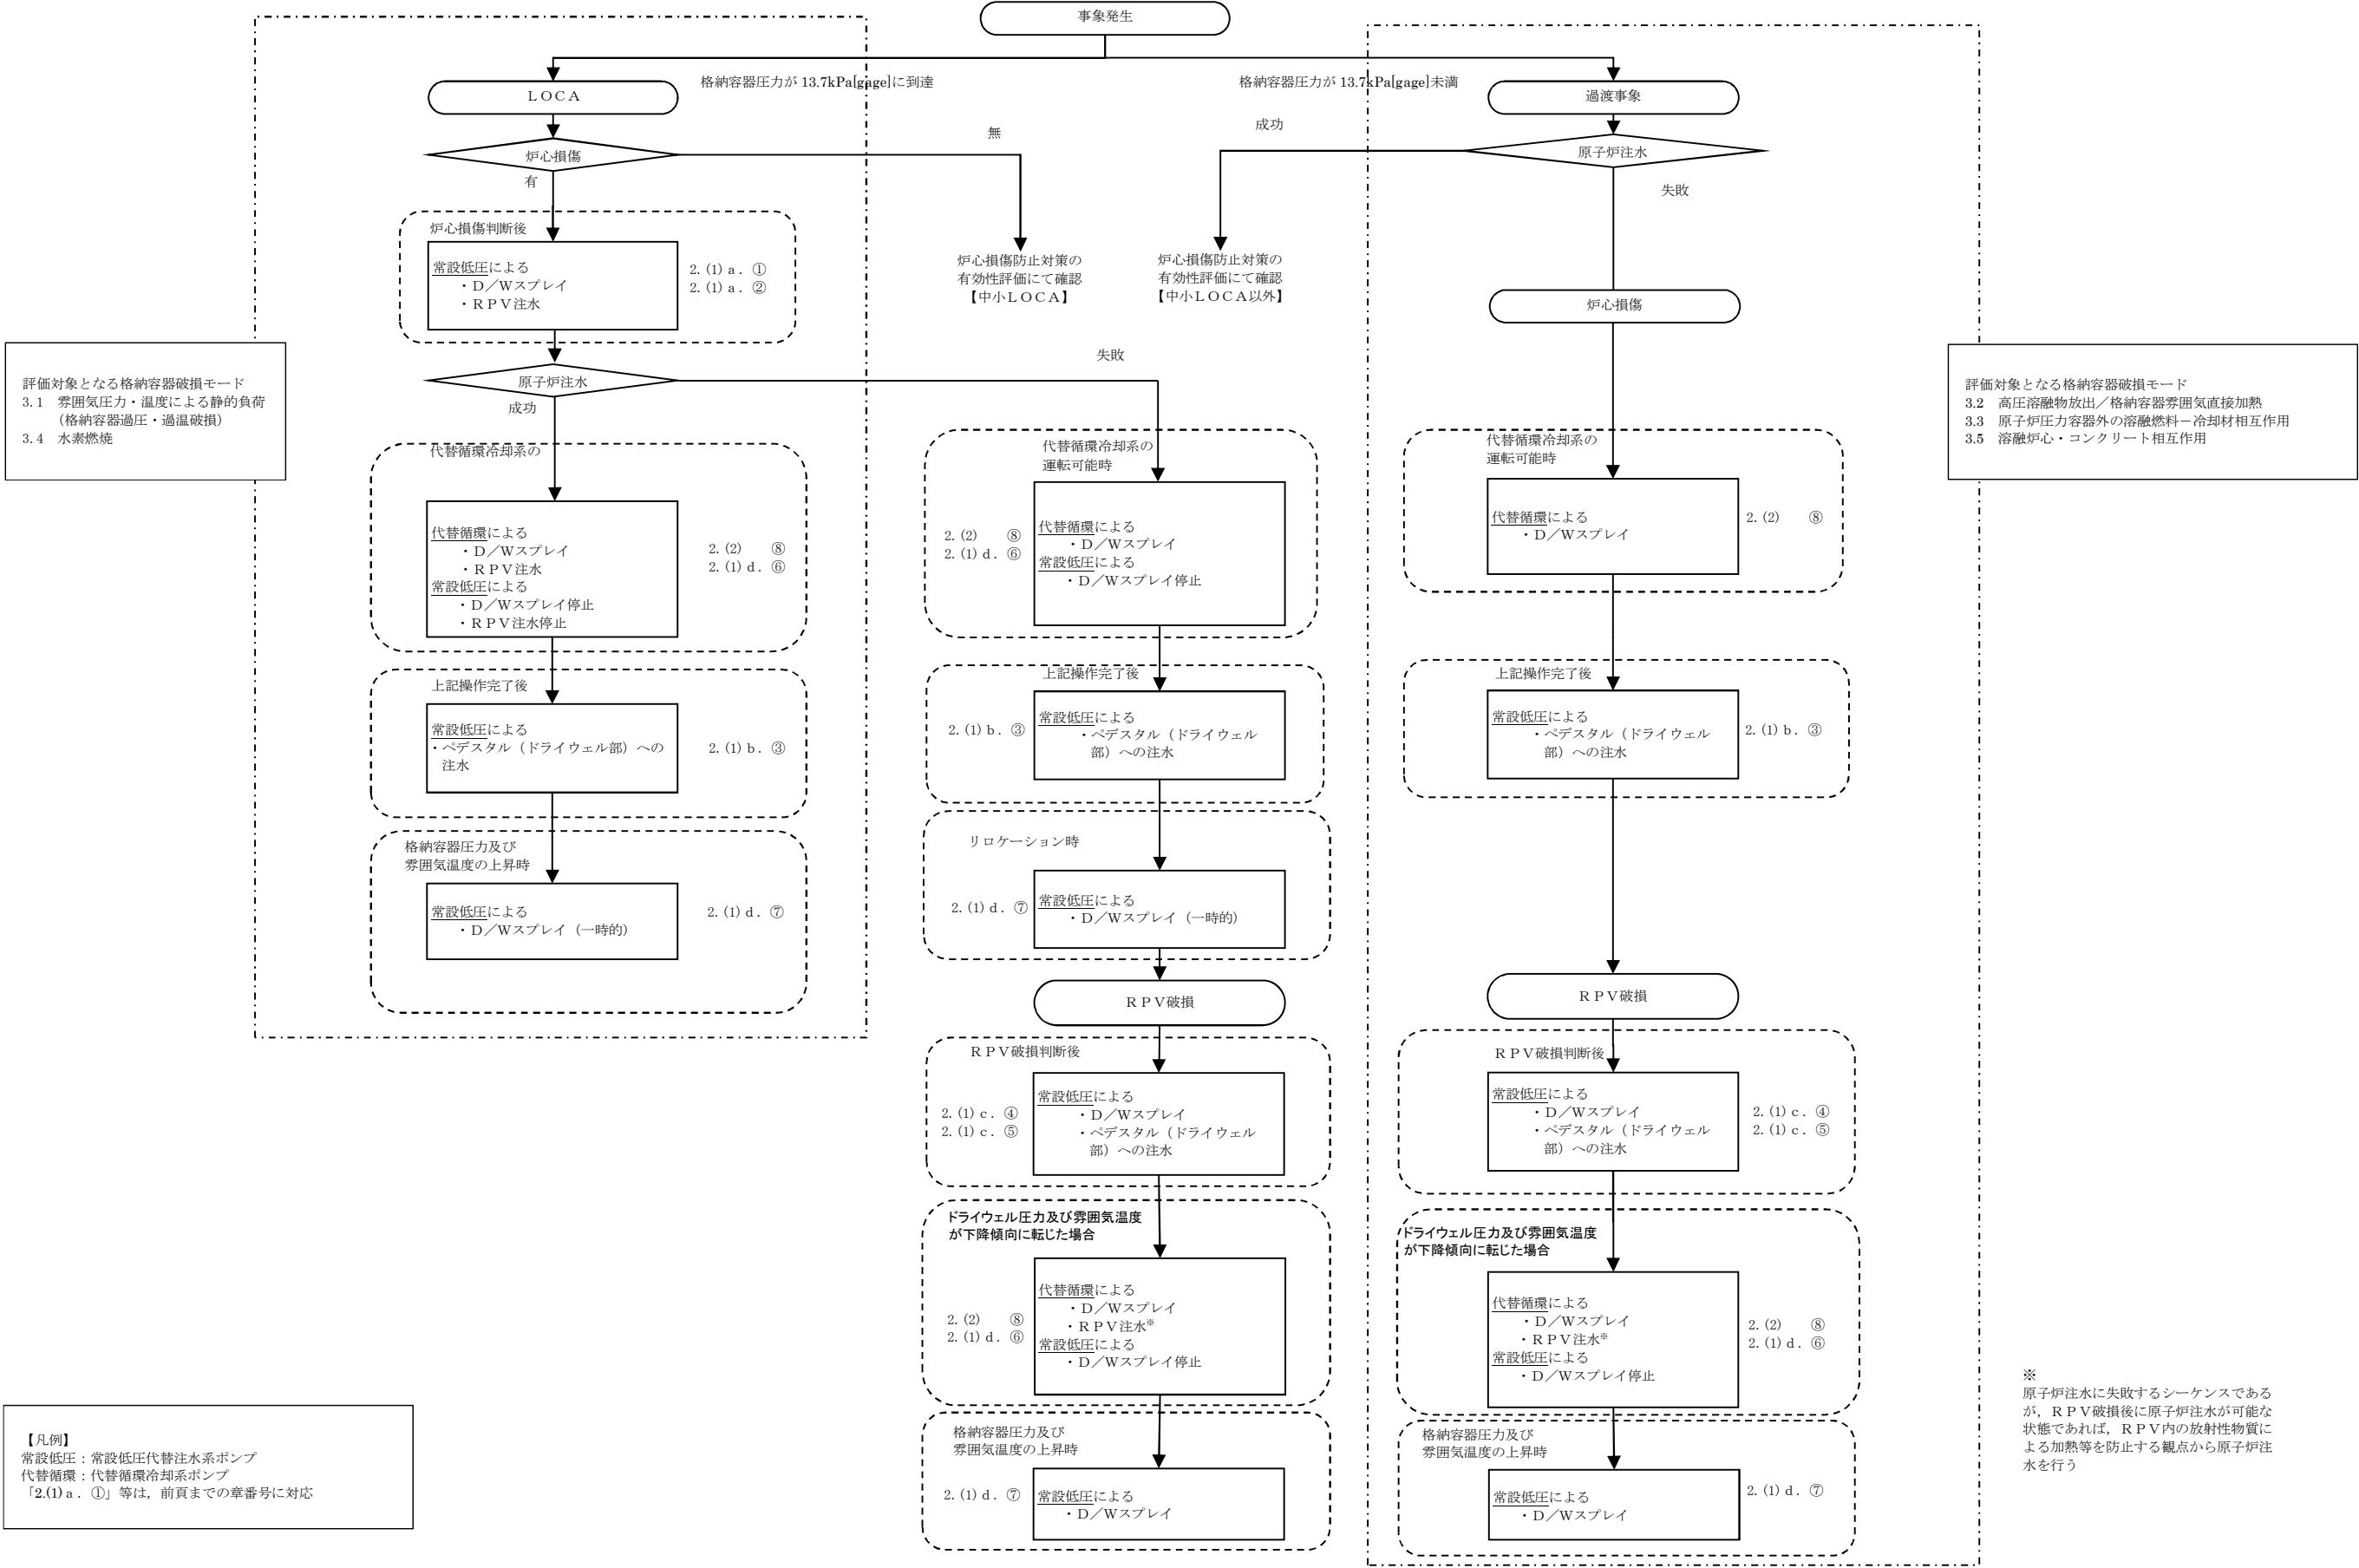 事象発生
格納容器圧力が 13.7kPa[gage]に到達
格納容器圧力が 13.7kPa[gage]未満
ＬＯＣＡ
炉心損傷
無
有
炉心損傷防止対策の
有効性評価にて確認
【中小ＬＯＣＡ】
炉心損傷判断後
常設低圧による
・Ｄ／Ｗスプレイ
・ＲＰＶ注水
2. (1) a． ①
2. (1) a． ②
原子炉注水
失敗
成功
評価対象となる格納容器破損モード
3. 1　雰囲気圧力・温度による静的負荷
（格納容器過圧・過温破損）
3. 4　水素燃焼
代替循環冷却系の
代替循環による
・Ｄ／Ｗスプレイ
・ＲＰＶ注水
常設低圧による
・Ｄ／Ｗスプレイ停止
・ＲＰＶ注水停止
2. (2)　　⑧
2. (1) d． ⑥
上記操作完了後
常設低圧による
・ペデスタル（ドライウェル部）への
注水
2. (1) b． ③
格納容器圧力及び
雰囲気温度の上昇時
常設低圧による
・Ｄ／Ｗスプレイ（一時的）
2. (1) d． ⑦
代替循環冷却系の
運転可能時
2. (2)　　⑧
2. (1) d． ⑥
代替循環による
・Ｄ／Ｗスプレイ
常設低圧による
・Ｄ／Ｗスプレイ停止
上記操作完了後
2. (1) b． ③
常設低圧による
・ペデスタル（ドライウェル
部）への注水
リロケーション時
2. (1) d． ⑦
常設低圧による
・Ｄ／Ｗスプレイ（一時的）
ＲＰＶ破損
ＲＰＶ破損判断後
2. (1) c． ④
2. (1) c． ⑤
常設低圧による
・Ｄ／Ｗスプレイ
・ペデスタル（ドライウェル
部）への注水
ドライウェル圧力及び雰囲気温度
が下降傾向に転じた場合
2. (2)　　⑧
2. (1) d． ⑥
代替循環による
・Ｄ／Ｗスプレイ
・ＲＰＶ注水※
常設低圧による
・Ｄ／Ｗスプレイ停止
格納容器圧力及び
雰囲気温度の上昇時
2. (1) d． ⑦
常設低圧による
・Ｄ／Ｗスプレイ
過渡事象
原子炉注水
成功
失敗
炉心損傷防止対策の
有効性評価にて確認
【中小ＬＯＣＡ以外】
炉心損傷
評価対象となる格納容器破損モード
3.2　高圧溶融物放出／格納容器雰囲気直接加熱
3.3　原子炉圧力容器外の溶融燃料－冷却材相互作用
3.5　溶融炉心・コンクリート相互作用
代替循環冷却系の
運転可能時
代替循環による
・Ｄ／Ｗスプレイ
2. (2)　　⑧
上記操作完了後
常設低圧による
・ペデスタル（ドライウェル
部）への注水
2. (1) b． ③
ＲＰＶ破損
ＲＰＶ破損判断後
常設低圧による
・Ｄ／Ｗスプレイ
・ペデスタル（ドライウェル
部）への注水
2. (1) c． ④
2. (1) c． ⑤
ドライウェル圧力及び雰囲気温度
が下降傾向に転じた場合
代替循環による
・Ｄ／Ｗスプレイ
・ＲＰＶ注水※
常設低圧による
・Ｄ／Ｗスプレイ停止
2. (2)　　⑧
2. (1) d． ⑥
格納容器圧力及び
雰囲気温度の上昇時
常設低圧による
・Ｄ／Ｗスプレイ
2. (1) d． ⑦
※
原子炉注水に失敗するシーケンスである
が，ＲＰＶ破損後に原子炉注水が可能な
状態であれば，ＲＰＶ内の放射性物質に
よる加熱等を防止する観点から原子炉注
水を行う
【凡例】
常設低圧：常設低圧代替注水系ポンプ
代替循環：代替循環冷却系ポンプ
「2.(1) a． ①」等は，前頁までの章番号に対応